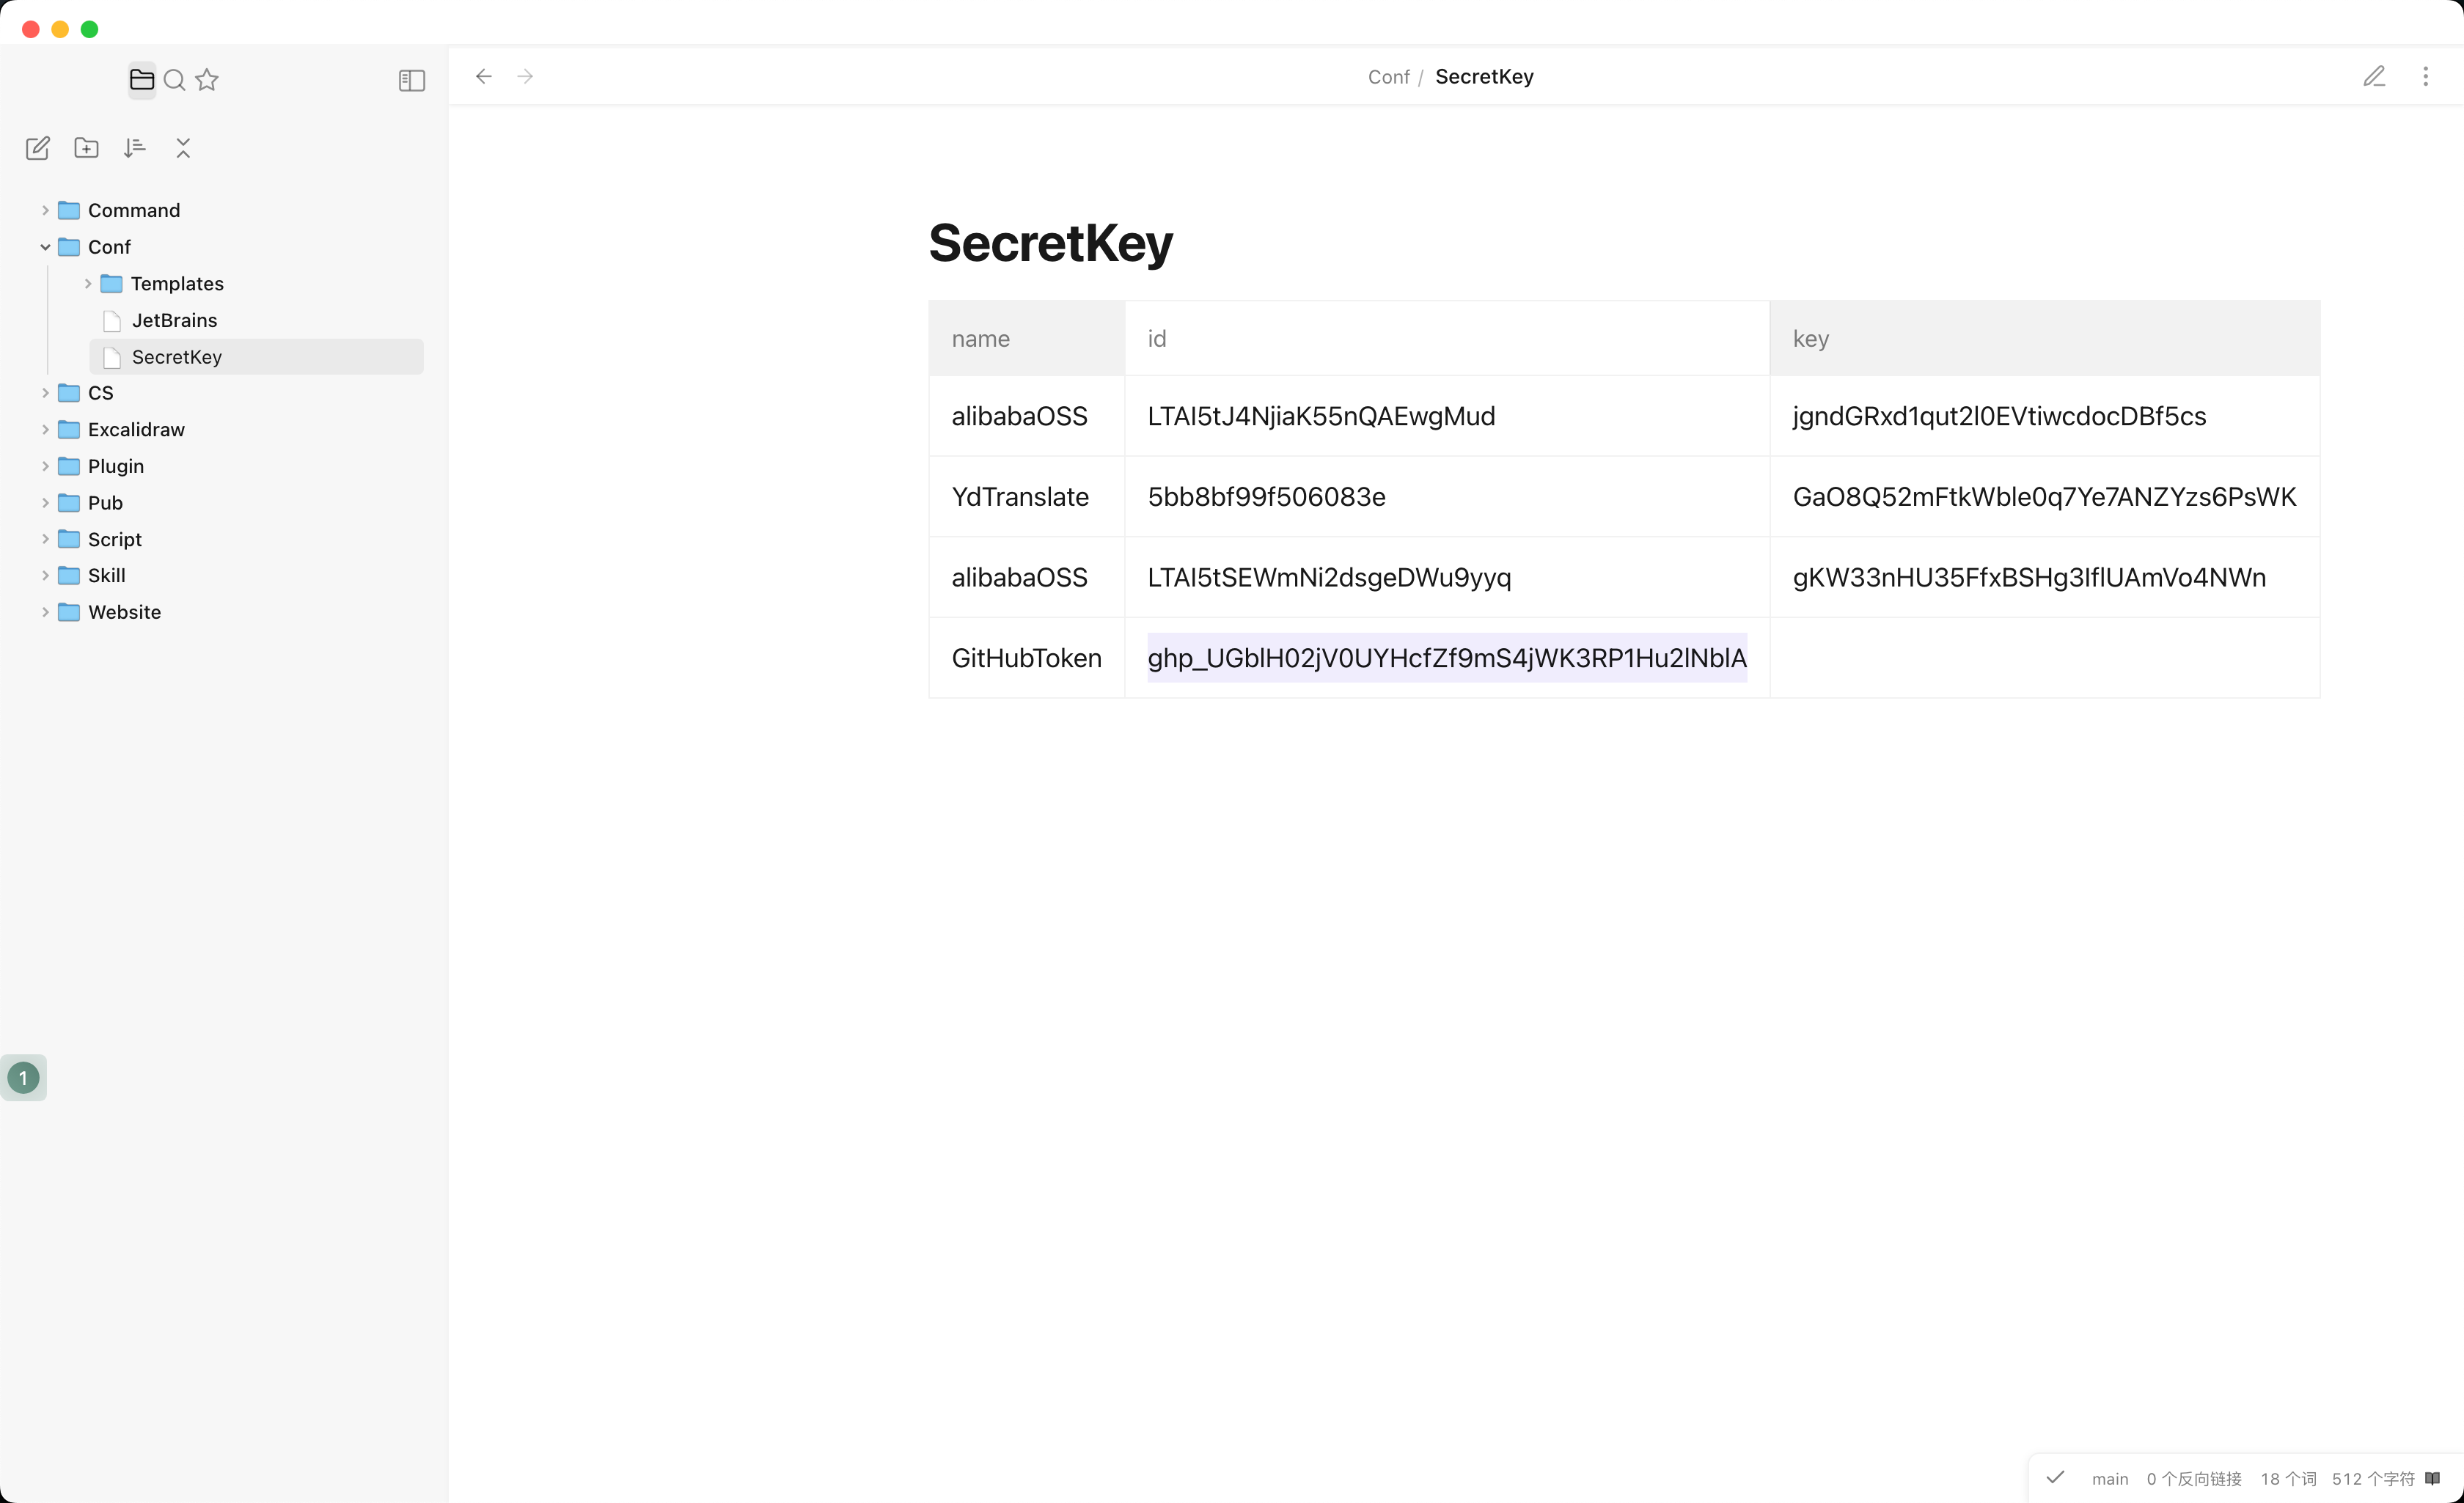 Conf / SecretKey
Command
Conf
Templates
JetBrains
SecretKey
CS
Excalidraw
Plugin
Pub
Script
Skill
Website
1
SecretKey
name id key
alibabaOSS LTAI5tJ4NjiaK55nQAEwgMud jgndGRxd1qut2l0EVtiwcdocDBf5cs
YdTranslate 5bb8bf99f506083e GaO8Q52mFtkWble0q7Ye7ANZYzs6PsWK
alibabaOSS LTAI5tSEWmNi2dsgeDWu9yyq gKW33nHU35FfxBSHg3IflUAmVo4NWn
GitHubToken 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
main 0 个反向链接 18 个词 512 个字符